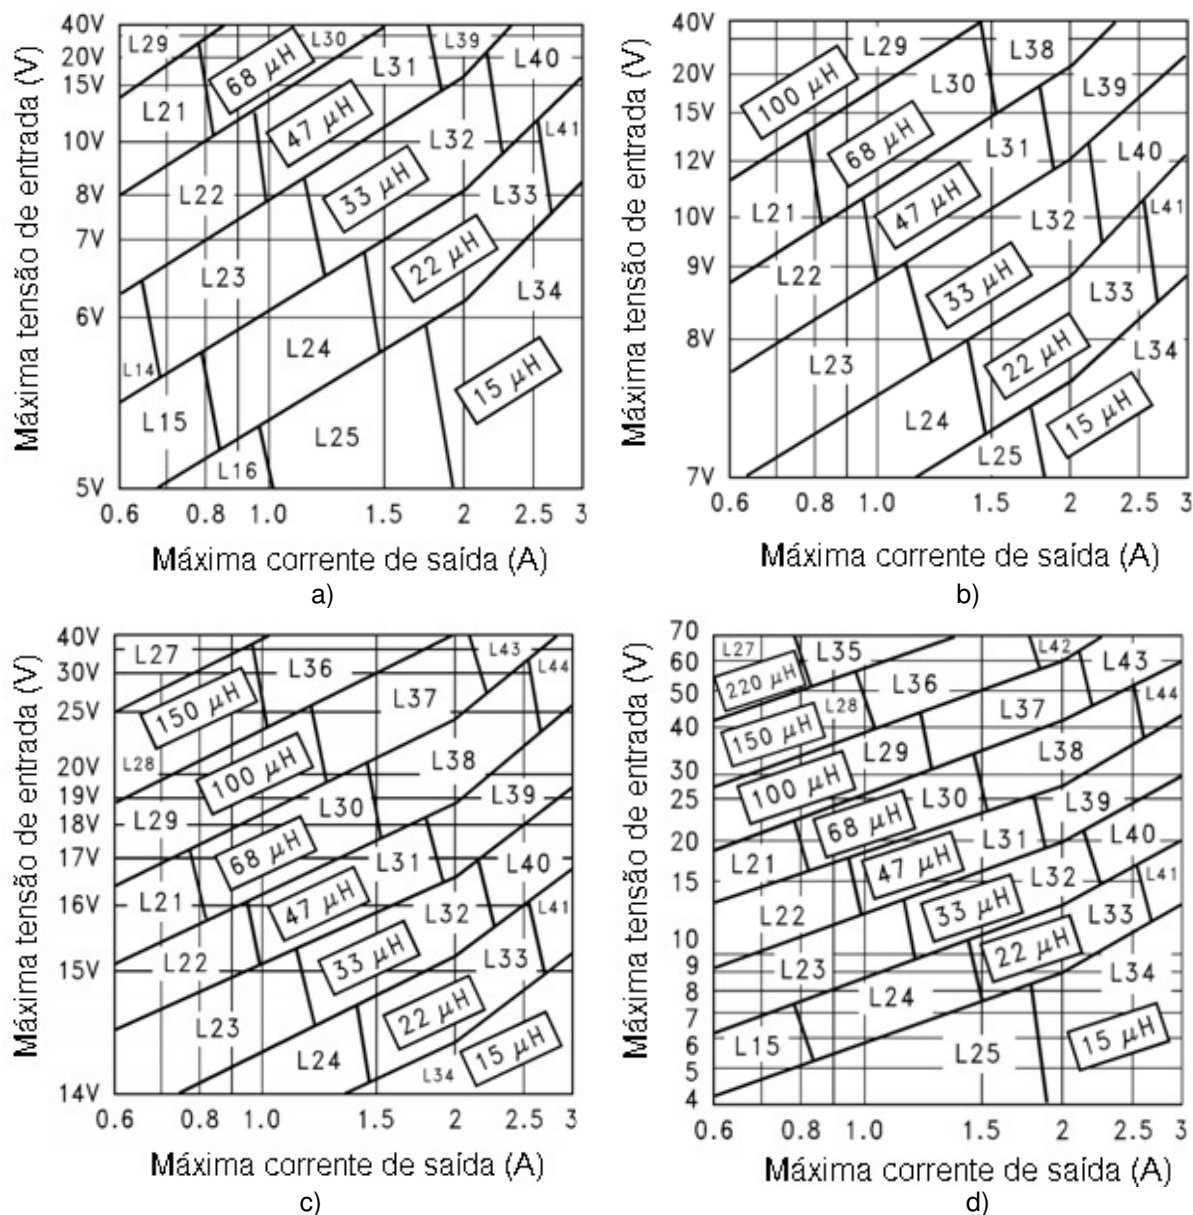 Máxima tensão de entrada (V)
40V
20V
15V
10V
8V
7V
6V
5V
L29
68 μH
L30
L39
L40
L31
L21
47 μH
L32
L41
L22
33 μH
L33
L23
22 μH
L34
L14
L24
15 μH
L15
L25
L16
0.6 0.8 1.0 1.5 2 2.5 3
Máxima corrente de saída (A)
a)
Máxima tensão de entrada (V)
40V
20V
15V
12V
10V
9V
8V
7V
L29
L38
100 μH
L30
L39
68 μH
L31
L40
L21
47 μH
L32
L41
L22
33 μH
L33
L23
22 μH
L34
L24
15 μH
L25
0.6 0.8 1.0 1.5 2 2.5 3
Máxima corrente de saída (A)
b)
Máxima tensão de entrada (V)
40V
30V
25V
20V
19V
18V
17V
16V
15V
14V
L27
L36
L43
L44
150 μH
L37
L28
100 μH
L38
L29
L30
L39
68 μH
L31
L40
L21
47 μH
L32
L41
L22
33 μH
L33
L23
22 μH
L24
15 μH
L34
0.6 0.8 1.0 1.5 2 2.5 3
Máxima corrente de saída (A)
c)
Máxima tensão de entrada (V)
70
60
50
40
30
25
20
15
10
9
8
7
6
5
4
L27
L35
L42
L43
220 μH
L36
L44
L28
L37
150 μH
L29
L38
100 μH
L30
L39
68 μH
L31
L40
L21
47 μH
L32
L41
L22
33 μH
L33
L23
22 μH
L34
L24
15 μH
L15
L25
0.6 0.8 1.0 1.5 2 2.5 3
Máxima corrente de saída (A)
d)